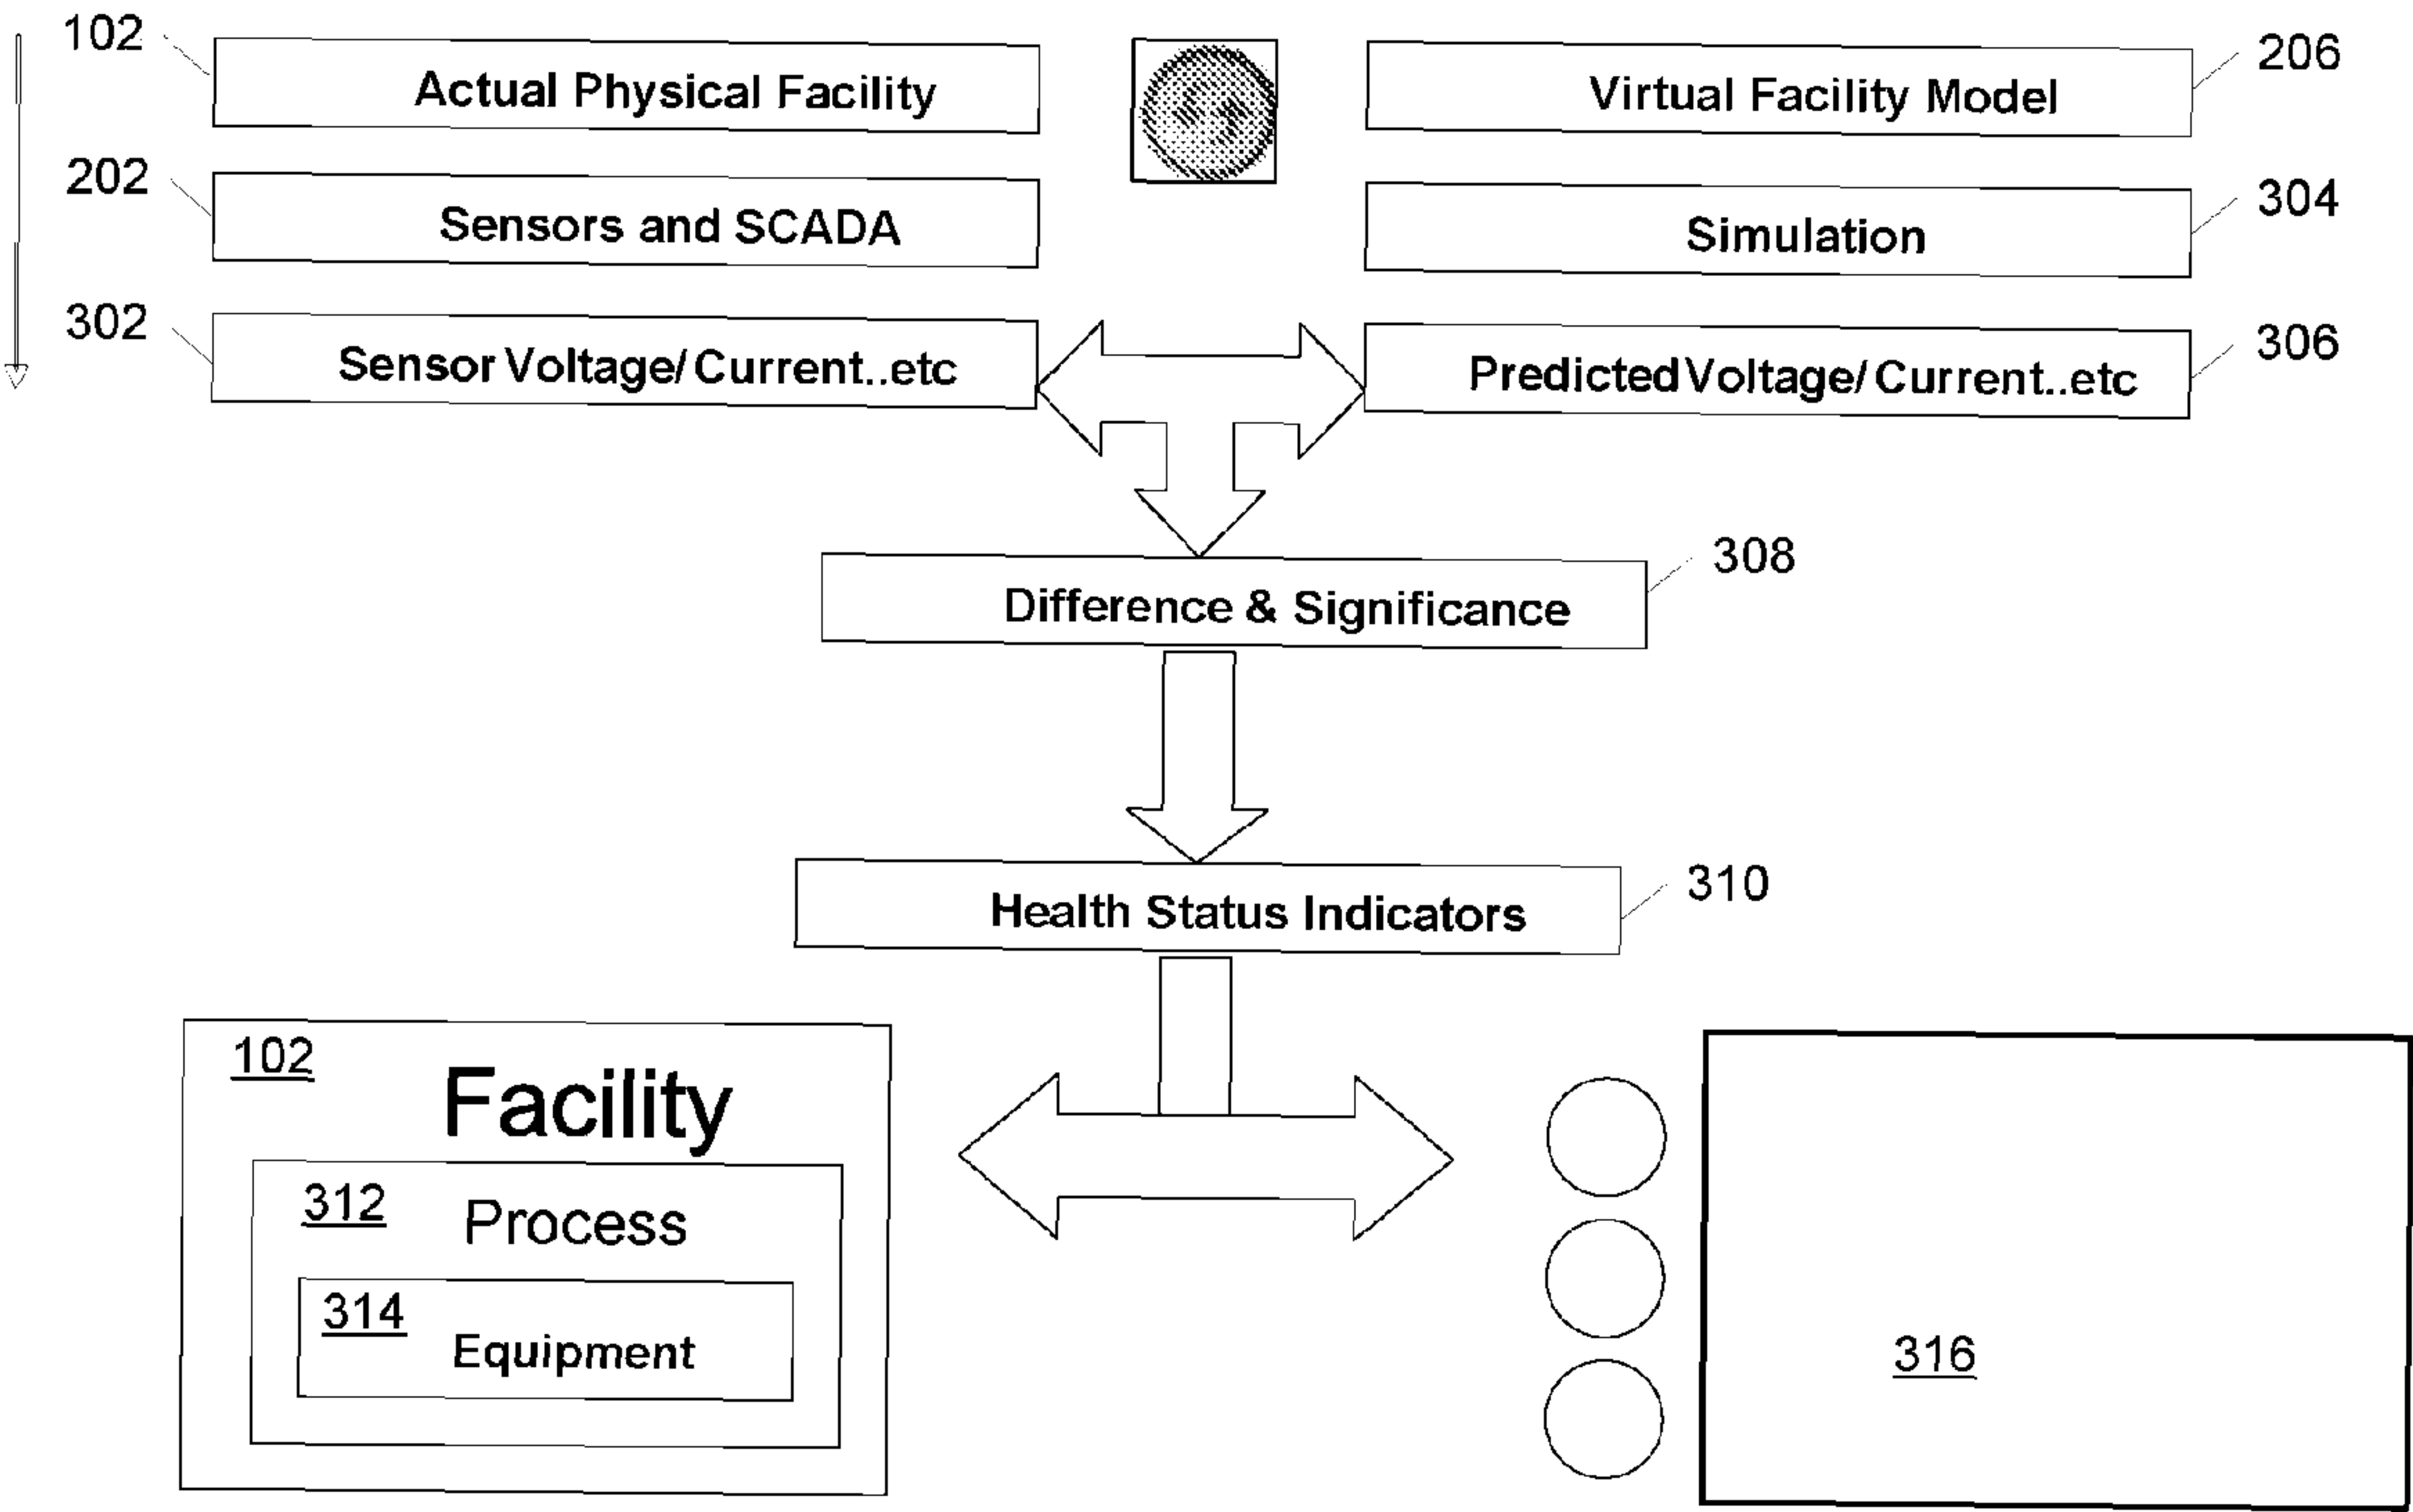 102
Actual Physical Facility
Virtual Facility Model
206
202
Sensors and SCADA
Simulation
304
302
Sensor Voltage/ Current..etc
Predicted Voltage/ Current..etc
306
Difference & Significance
308
Health Status Indicators
310
102
Facility
312
Process
314
Equipment
316